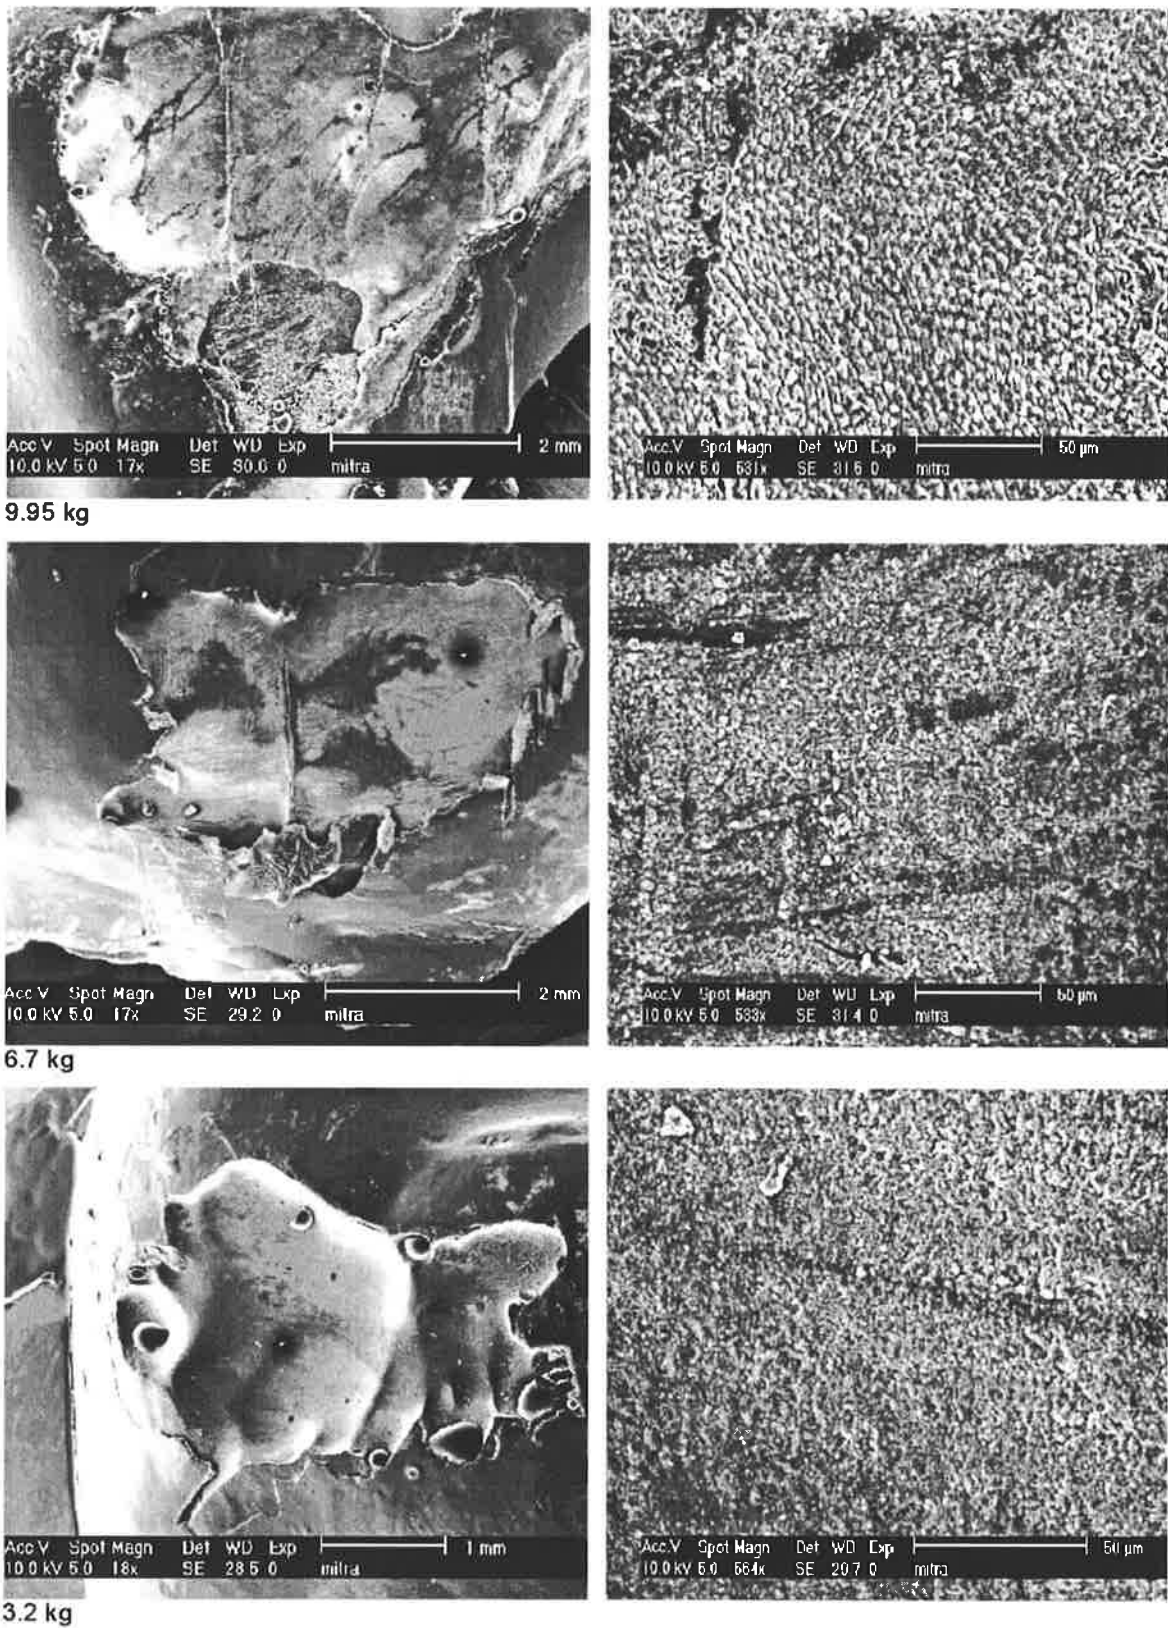 Acc.V Spot Magn Det WD Exp 2 mm
10.0 kV 5.0 17x SE 30.6 0 mitra
Acc.V Spot Magn Det WD Exp 50 µm
10.0 kV 5.0 531x SE 31.6 0 mitra
9.95 kg
Acc.V Spot Magn Det WD Exp 2 mm
10.0 kV 5.0 17x SE 29.2 0 mitra
Acc.V Spot Magn Det WD Exp 50 µm
10.0 kV 5.0 533x SE 31.4 0 mitra
6.7 kg
Acc.V Spot Magn Det WD Exp 1 mm
10.0 kV 5.0 18x SE 28.5 0 mitra
Acc.V Spot Magn Det WD Exp 50 µm
10.0 kV 5.0 664x SE 20.7 0 mitra
3.2 kg